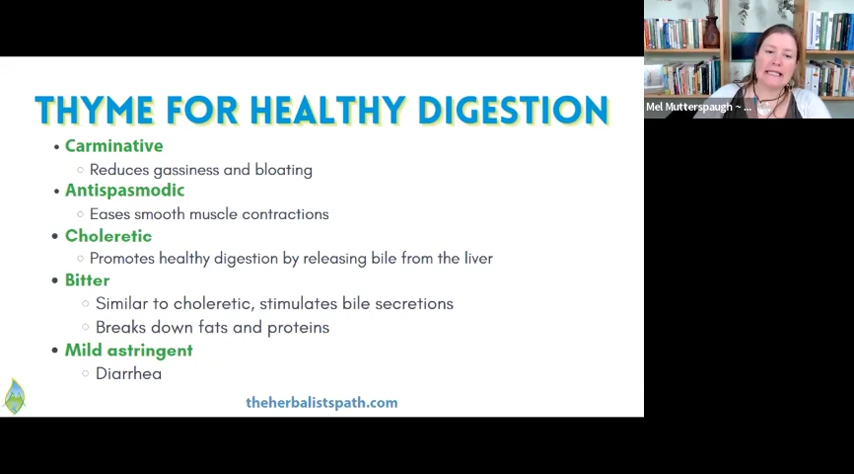 THYME FOR HEALTHY DIGESTION
Mel Mutterspaugh ~ ...
• Carminative
○ Reduces gassiness and bloating
• Antispasmodic
○ Eases smooth muscle contractions
• Choleretic
○ Promotes healthy digestion by releasing bile from the liver
• Bitter
○ Similar to choleretic, stimulates bile secretions
○ Breaks down fats and proteins
• Mild astringent
○ Diarrhea
theherbalistspath.com